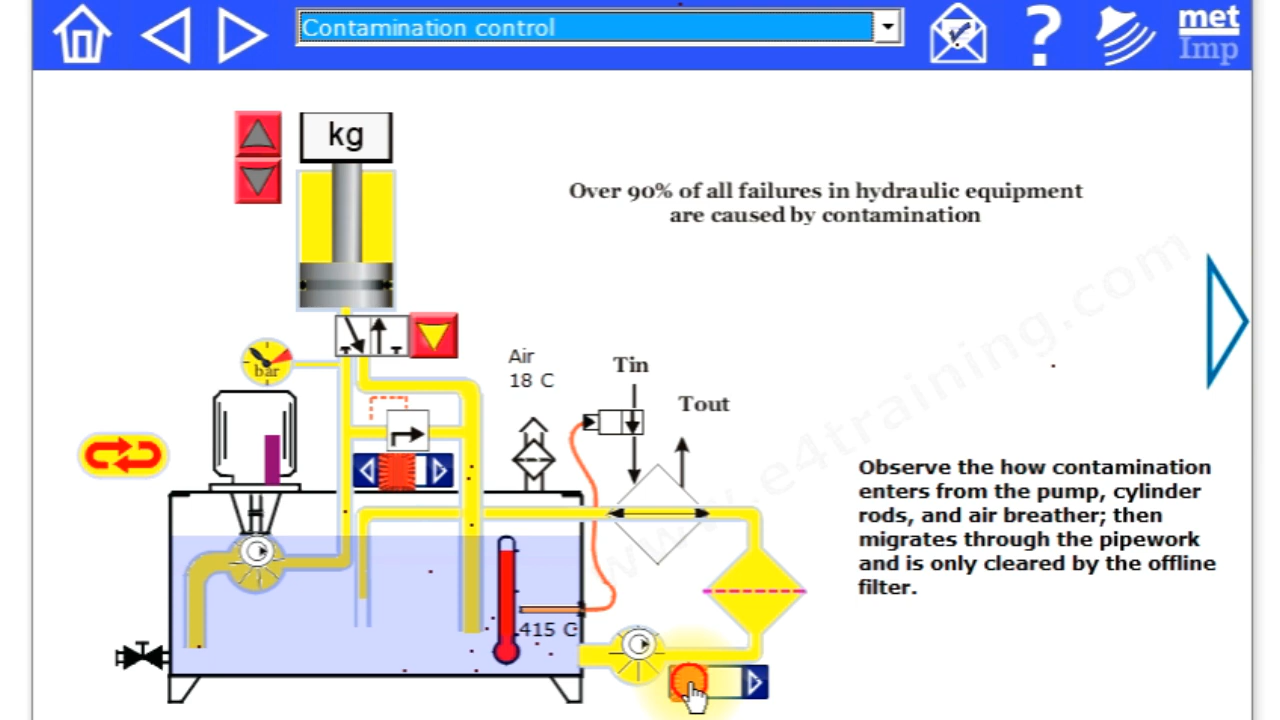 Contamination control
met
Imp
kg
Over 90% of all failures in hydraulic equipment
are caused by contamination
bar
Air
18 C
Tin
Tout
415 C
Observe the how contamination
enters from the pump, cylinder
rods, and air breather; then
migrates through the pipework
and is only cleared by the offline
filter.
www.e4training.com